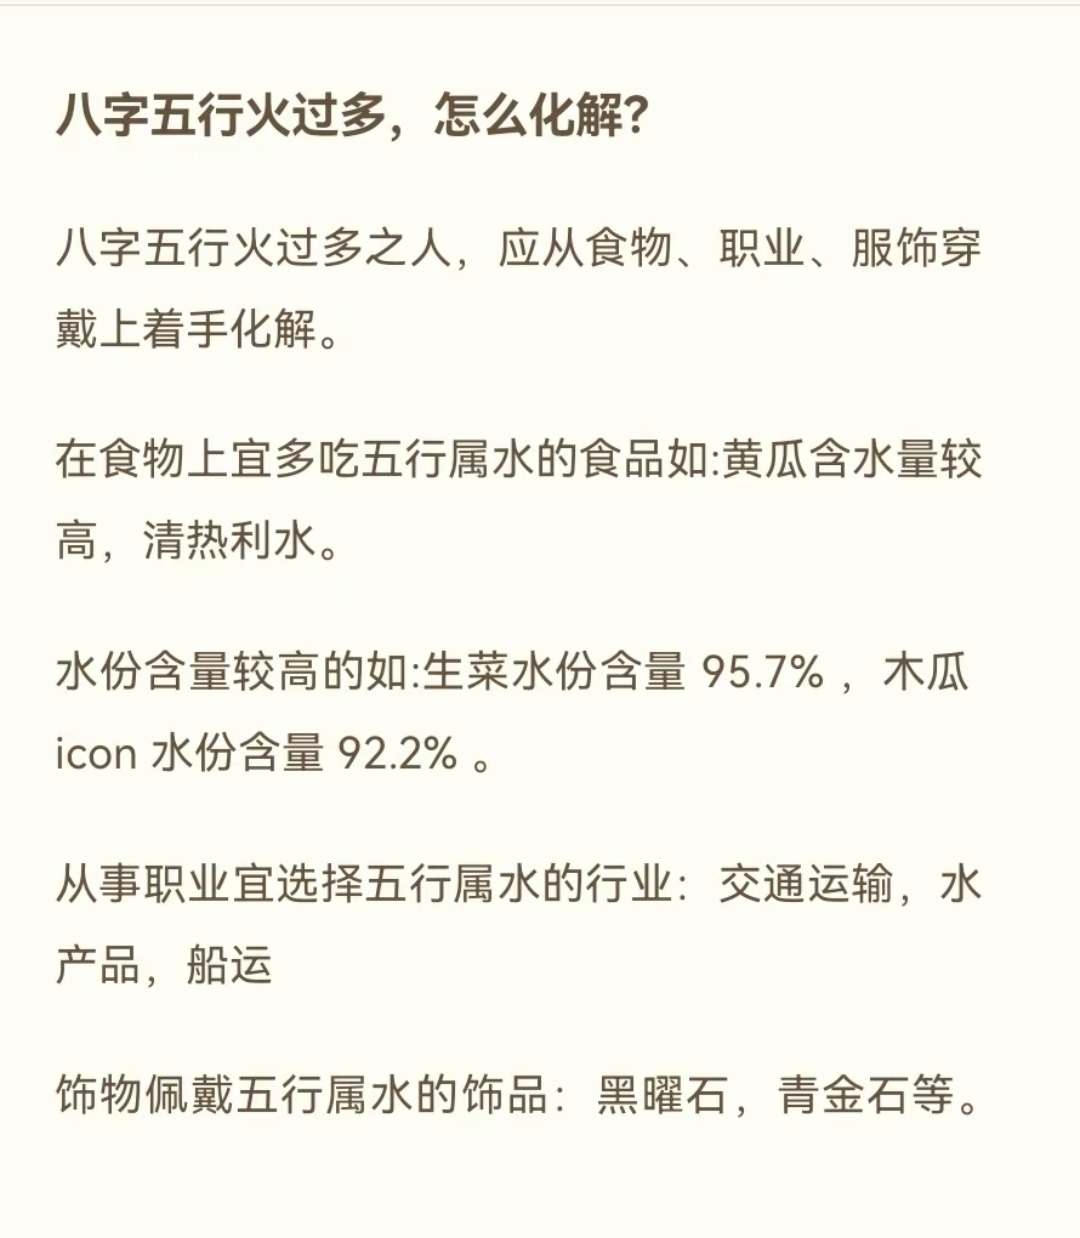 八字五行火过多，怎么化解？
八字五行火过多之人，应从食物、职业、服饰穿
戴上着手化解。
在食物上宜多吃五行属水的食品如:黄瓜含水量较
高，清热利水。
水份含量较高的如:生菜水份含量 95.7% ，木瓜
icon 水份含量 92.2% 。
从事职业宜选择五行属水的行业：交通运输，水
产品，船运
饰物佩戴五行属水的饰品：黑曜石，青金石等。